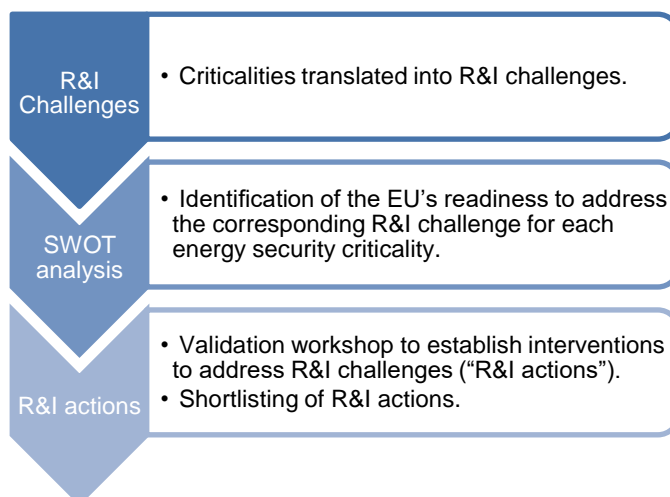 R&I
Challenges
• Criticalities translated into R&I challenges.
SWOT
analysis
• Identification of the EU's readiness to address
the corresponding R&I challenge for each
energy security criticality.
R&I actions
• Validation workshop to establish interventions
to address R&I challenges (“R&I actions”).
• Shortlisting of R&I actions.